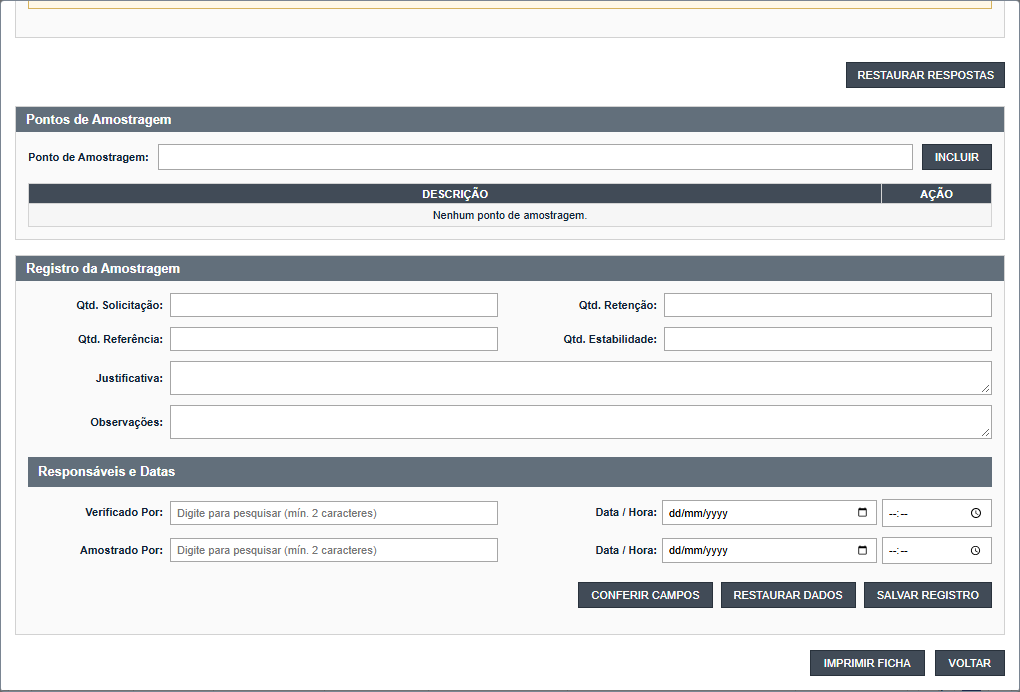 RESTAURAR RESPOSTAS
Pontos de Amostragem
Ponto de Amostragem: INCLUIR
DESCRIÇÃO AÇÃO
Nenhum ponto de amostragem.
Registro da Amostragem
Qtd. Solicitação: Qtd. Retenção:
Qtd. Referência: Qtd. Estabilidade:
Justificativa:
Observações:
Responsáveis e Datas
Verificado Por: Digite para pesquisar (mín. 2 caracteres) Data / Hora: dd/mm/yyyy --:--
Amostrado Por: Digite para pesquisar (mín. 2 caracteres) Data / Hora: dd/mm/yyyy --:--
CONFERIR CAMPOS RESTAURAR DADOS SALVAR REGISTRO
IMPRIMIR FICHA VOLTAR